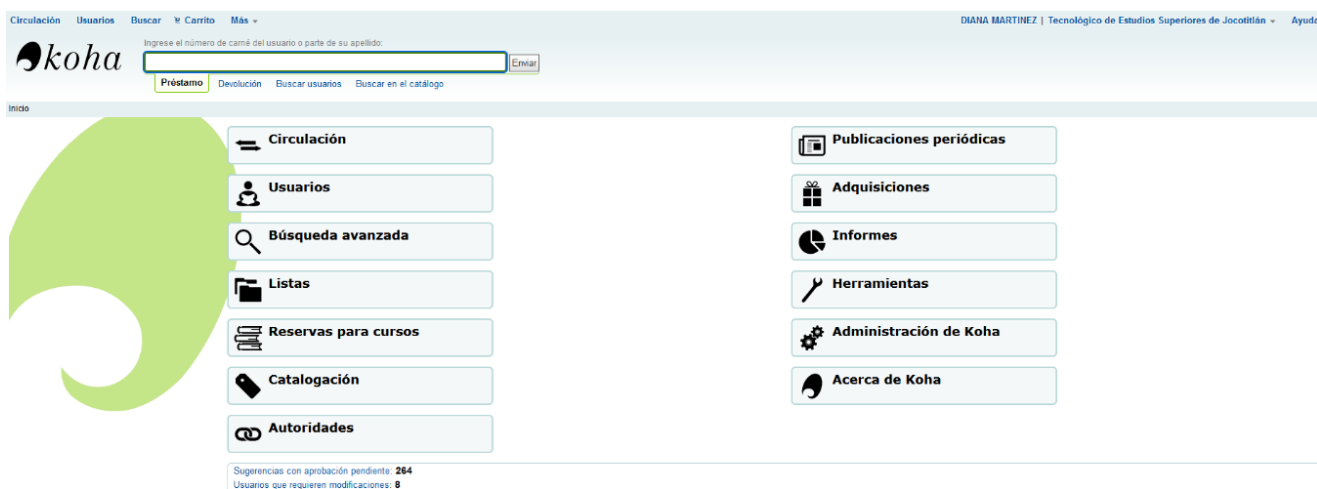 Circulación Usuarios Buscar Carrito Más DIANA MARTINEZ | Tecnológico de Estudios Superiores de Jocotitlán Ayuda
koha
Ingrese el número de carné del usuario o parte de su apellido:
Enviar
Préstamo Devolución Buscar usuarios Buscar en el catálogo
Inicio
Circulación
Usuarios
Búsqueda avanzada
Listas
Reservas para cursos
Catalogación
Autoridades
Publicaciones periódicas
Adquisiciones
Informes
Herramientas
Administración de Koha
Acerca de Koha
Sugerencias con aprobación pendiente: 264
Usuarios que requieren modificaciones: 8